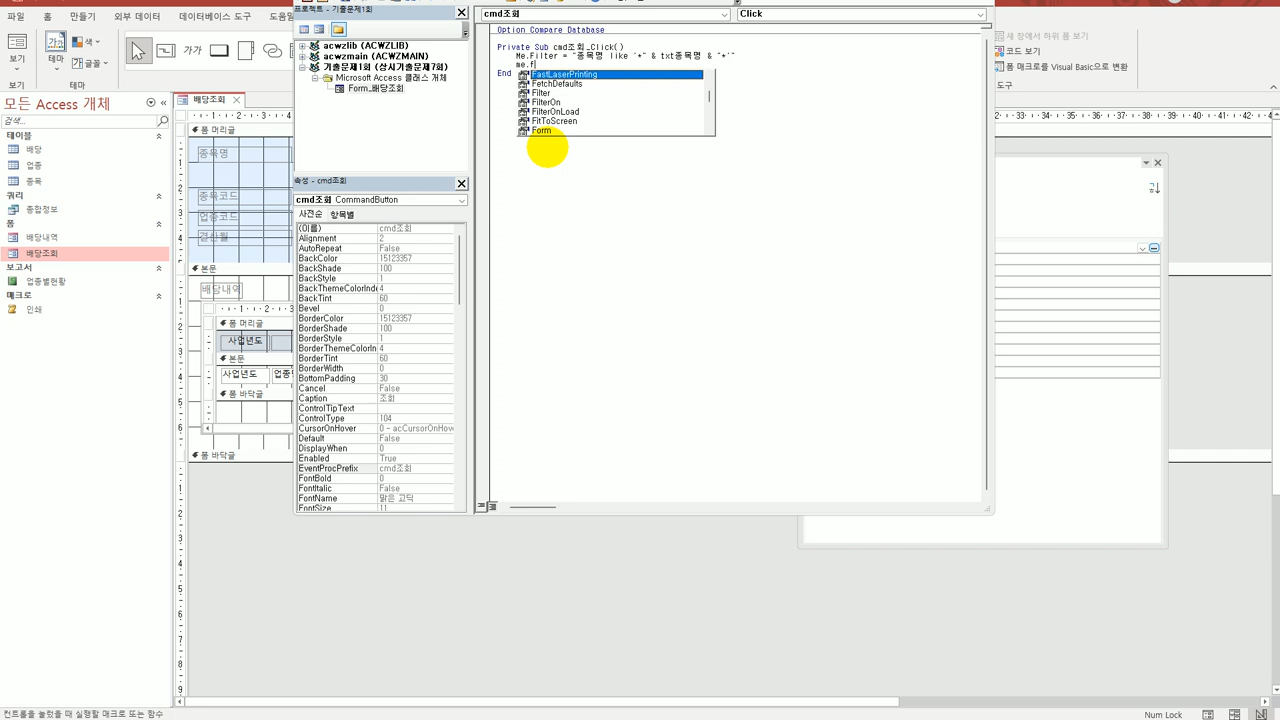 프로젝트 - 기출문제1회
cmd조회
Click
파일 홈 만들기 외부 데이터 데이터베이스 도구
도움말
Option Compare Database
Private Sub cmd조회_Click()
Me.Filter = "종목명 like '*" & txt종목명 & "*'"
me.f
End
FastLaserPrinting
FetchDefaults
Filter
FilterOn
FilterOnLoad
FitToScreen
Form
acwzlib (ACWZLIB)
acwzmain (ACWZMAIN)
기출문제1회 (상시기출문제7회)
Microsoft Access 클래스 개체
Form_배당조회
새 창에서 하위 폼 보기
코드 보기
폼 매크로를 Visual Basic으로 변환
도구
보기
테마
색
글꼴
가가
보기
테마
모든 Access 개체
검색...
테이블
배당
업종
종목
쿼리
종합정보
폼
배당내역
배당조회
보고서
업종별현황
매크로
인쇄
배당조회
폼 머리글
종목명
종목코드
업종코드
결산월
본문
배당내역
폼 머리글
사업년도
본문
사업년도
폼 바닥글
폼 바닥글
속성 - cmd조회
cmd조회 CommandButton
사전순 항목별
(이름) cmd조회
Alignment 2
AutoRepeat False
BackColor 15123357
BackShade 100
BackStyle 1
BackThemeColorInde 4
BackTint 60
Bevel 0
BorderColor 15123357
BorderShade 100
BorderStyle 1
BorderThemeColorIn 4
BorderTint 60
BorderWidth 0
BottomPadding 30
Cancel False
Caption 조회
ControlTipText
ControlType 104
CursorOnHover 0 - acCursorOnHov
Default False
DisplayWhen 0
Enabled True
EventProcPrefix cmd조회
FontBold 0
FontItalic False
FontName 맑은 고딕
FontSize 11
컨트롤을 눌렀을 때 실행할 매크로 또는 함수
Num Lock